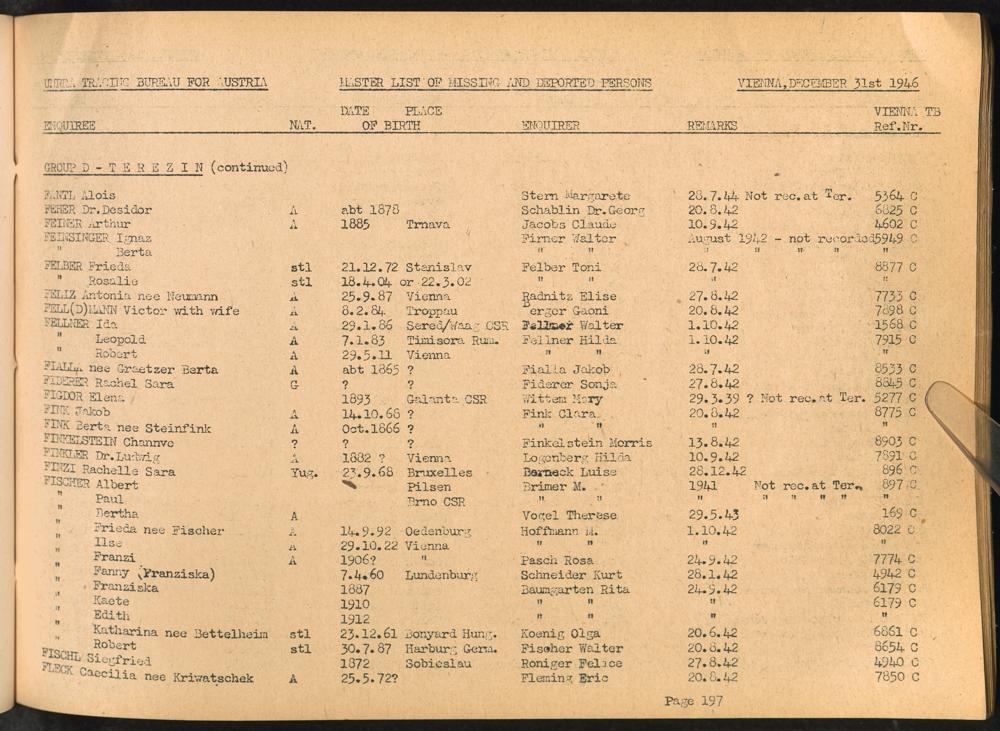 UNRRA TRACING BUREAU FOR AUSTRIA MASTER LIST OF MISSING AND DEPORTED PERSONS VIENNA,DECEMBER 31st 1946
DATE PLACE VIENNA TB
ENQUIREE NAT. OF BIRTH ENQUIRER REMARKS Ref.Nr.
GROUP D - T E R E Z I N (continued)
FANTL Alois Stern Margarete 28.7.44 Not rec.at Ter. 5364 C
FEHER Dr.Desidor A abt 1878 Schablin Dr.Georg 20.8.42 6825 C
FEINER Arthur A 1885 Trnava Jacobs Claude 10.9.42 4602 C
FEINSINGER Ignaz Firner Walter August 1942 - not recorded5949 C
" Berta " " " " " " "
FELBER Frieda stl 21.12.72 Stanislav Felber Toni 28.7.42 8877 C
" Rosalie stl 18.4.04 or 22.3.02 " " " "
FELIZ Antonia nee Neumann A 25.9.87 Vienna Radnitz Elise 27.8.42 7733 C
FELL(D)MANN Victor with wife A 8.2.84 Troppau Berger Gaoni 20.8.42 7898 C
FELLNER Ida A 29.1.86 Sered/Waag CSR Fellner Walter 1.10.42 1568 C
" Leopold A 7.1.83 Timisora Rum. Fellner Hilda 1.10.42 7915 C
" Robert A 29.5.11 Vienna " " " "
FIALLA nee Graetzer Berta A abt 1865 ? Fialla Jakob 28.7.42 8533 C
FIDERER Rachel Sara G ? ? Fiderer Sonja 27.8.42 8845 C
FIGDOR Elena 1893 Galanta CSR Wittem Mery 29.3.39 ? Not rec.at Ter. 5277 C
FINK Jakob A 14.10.68 ? Fink Clara 20.8.42 8775 C
FINK Berta nee Steinfink A Oct.1866 ? " " " "
FINKELSTEIN Channve ? ? ? Finkelstein Morris 13.8.42 8903 C
FINKLER Dr.Ludwig A 1882 ? Vienna Logenberg Hilda 10.9.42 7891 C
FINZI Rachelle Sara Yug. 23.9.68 Bruxelles Berneck Luise 28.12.42 896 C
FISCHER Albert Pilsen Brimer M. 1941 Not rec.at Ter. 897 C
" Paul Brno CSR " " " " " " " "
" Bertha A Vogel Therese 29.5.43 169 C
" Frieda nee Fischer A 14.9.92 Oedenburg Hoffmann M. 1.10.42 8022 C
" Ilse A 29.10.22 Vienna " " " "
" Franzi A 1906? " Pasch Rosa 24.9.42 7774 C
" Fanny (Franziska) 7.4.60 Lundenburg Schneider Kurt 28.1.42 4942 C
" Franziska 1887 Baumgarten Rita 24.9.42 6179 C
" Kaete 1910 " " " 6179 C
" Edith 1912 " " " "
" Katharina nee Bettelheim stl 23.12.61 Bonyard Hung. Koenig Olga 20.6.42 6861 C
" Robert stl 30.7.87 Harburg Germ. Fischer Walter 20.8.42 8654 C
FISCHL Siegfried 1872 Sobieslau Roniger Felice 27.8.42 4940 C
FLECK Caecilia nee Kriwatschek A 25.5.72? Fleming Eric 20.8.42 7850 C
Page 197